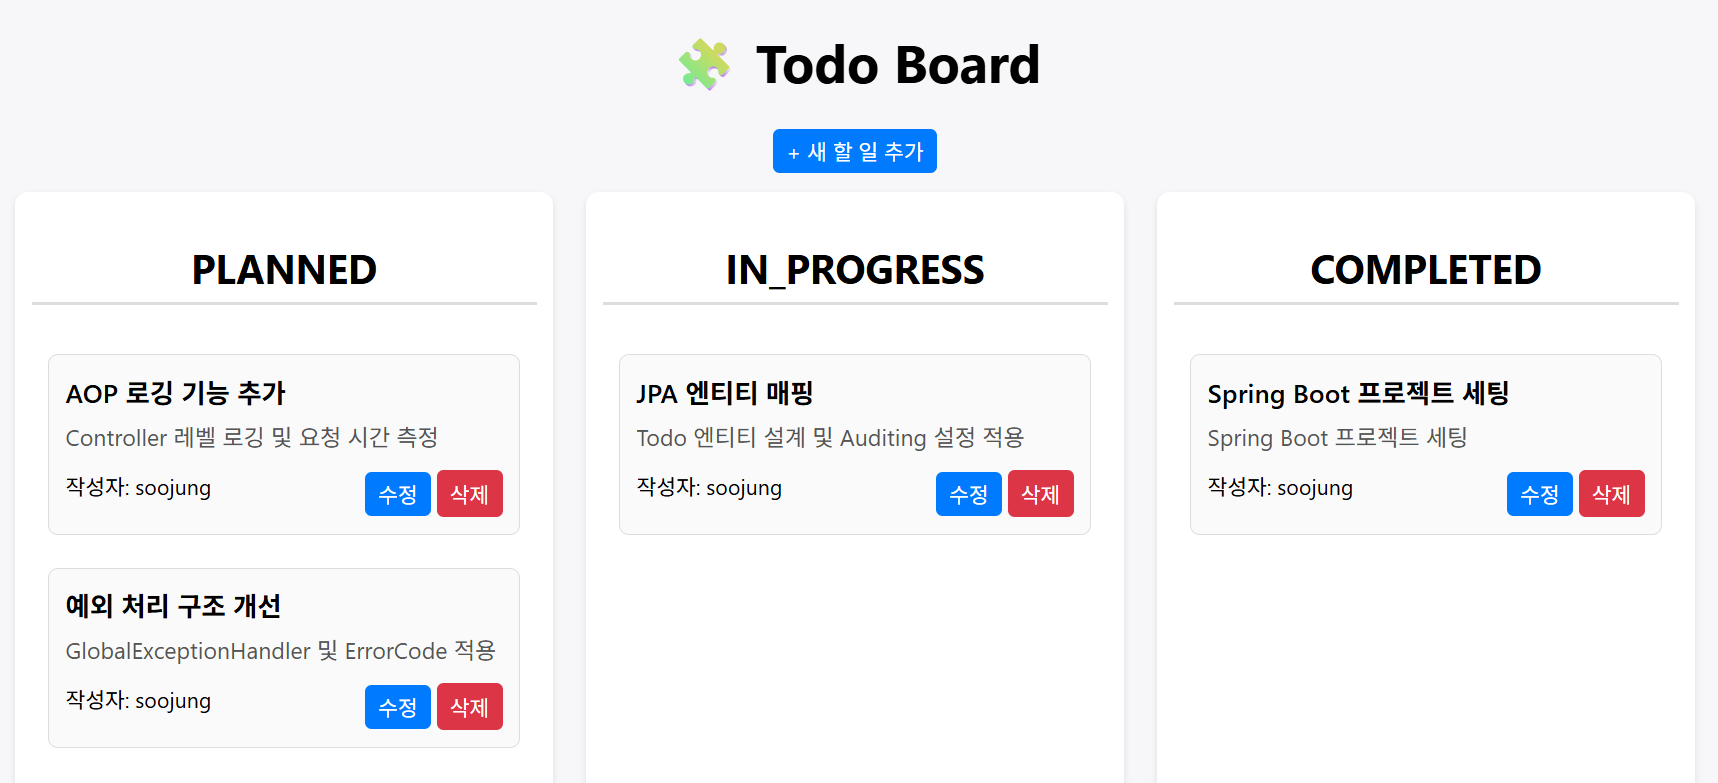 Todo Board
+ 새 할 일 추가
PLANNED
AOP 로깅 기능 추가
Controller 레벨 로깅 및 요청 시간 측정
작성자: soojung
수정 삭제
예외 처리 구조 개선
GlobalExceptionHandler 및 ErrorCode 적용
작성자: soojung
수정 삭제
IN_PROGRESS
JPA 엔티티 매핑
Todo 엔티티 설계 및 Auditing 설정 적용
작성자: soojung
수정 삭제
COMPLETED
Spring Boot 프로젝트 세팅
Spring Boot 프로젝트 세팅
작성자: soojung
수정 삭제